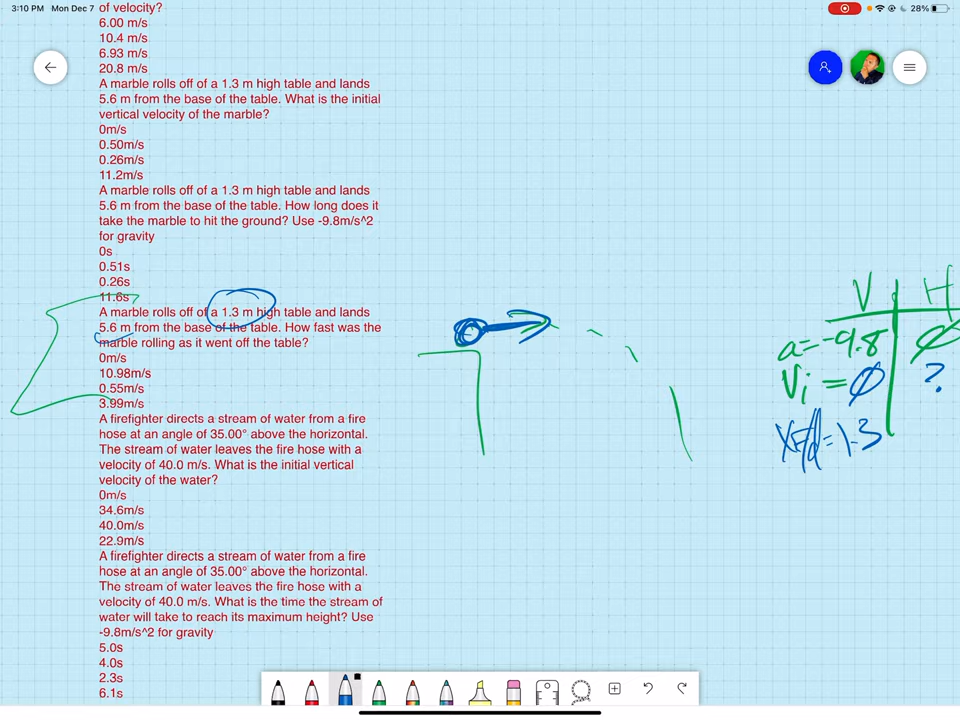 3:10 PM Mon Dec 7
28%
of velocity?
6.00 m/s
10.4 m/s
6.93 m/s
20.8 m/s
A marble rolls off of a 1.3 m high table and lands
5.6 m from the base of the table. What is the initial
vertical velocity of the marble?
0m/s
0.50m/s
0.26m/s
11.2m/s
A marble rolls off of a 1.3 m high table and lands
5.6 m from the base of the table. How long does it
take the marble to hit the ground? Use -9.8m/s^2
for gravity
0s
0.51s
0.26s
11.6s
A marble rolls off of a 1.3 m high table and lands
5.6 m from the base of the table. How fast was the
marble rolling as it went off the table?
0m/s
10.98m/s
0.55m/s
3.99m/s
A firefighter directs a stream of water from a fire
hose at an angle of 35.00° above the horizontal.
The stream of water leaves the fire hose with a
velocity of 40.0 m/s. What is the initial vertical
velocity of the water?
0m/s
34.6m/s
40.0m/s
22.9m/s
A firefighter directs a stream of water from a fire
hose at an angle of 35.00° above the horizontal.
The stream of water leaves the fire hose with a
velocity of 40.0 m/s. What is the time the stream of
water will take to reach its maximum height? Use
-9.8m/s^2 for gravity
5.0s
4.0s
2.3s
6.1s
V H
a=-9.8 Ø
Vi = Ø ?
d=1.3